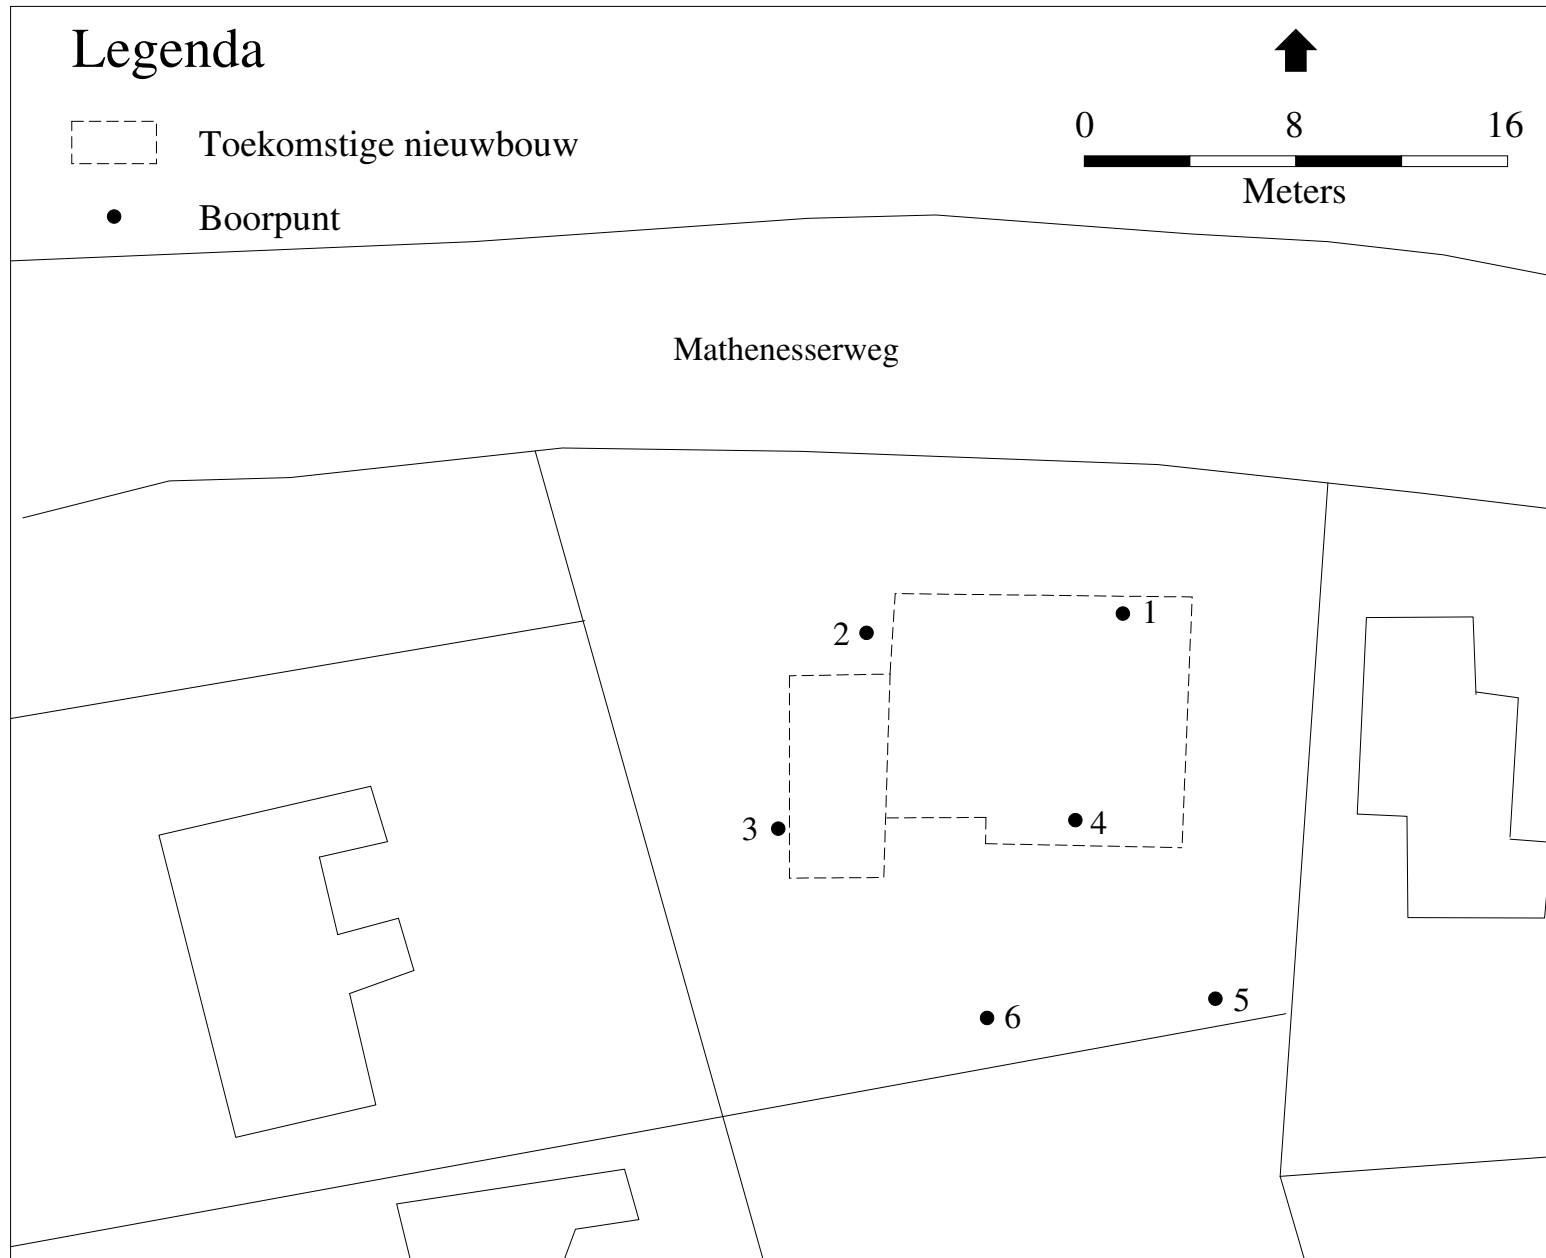 Legenda
Toekomstige nieuwbouw
Boorpunt
0 8 16
Meters
Mathenesserweg
1
2
3
4
5
6